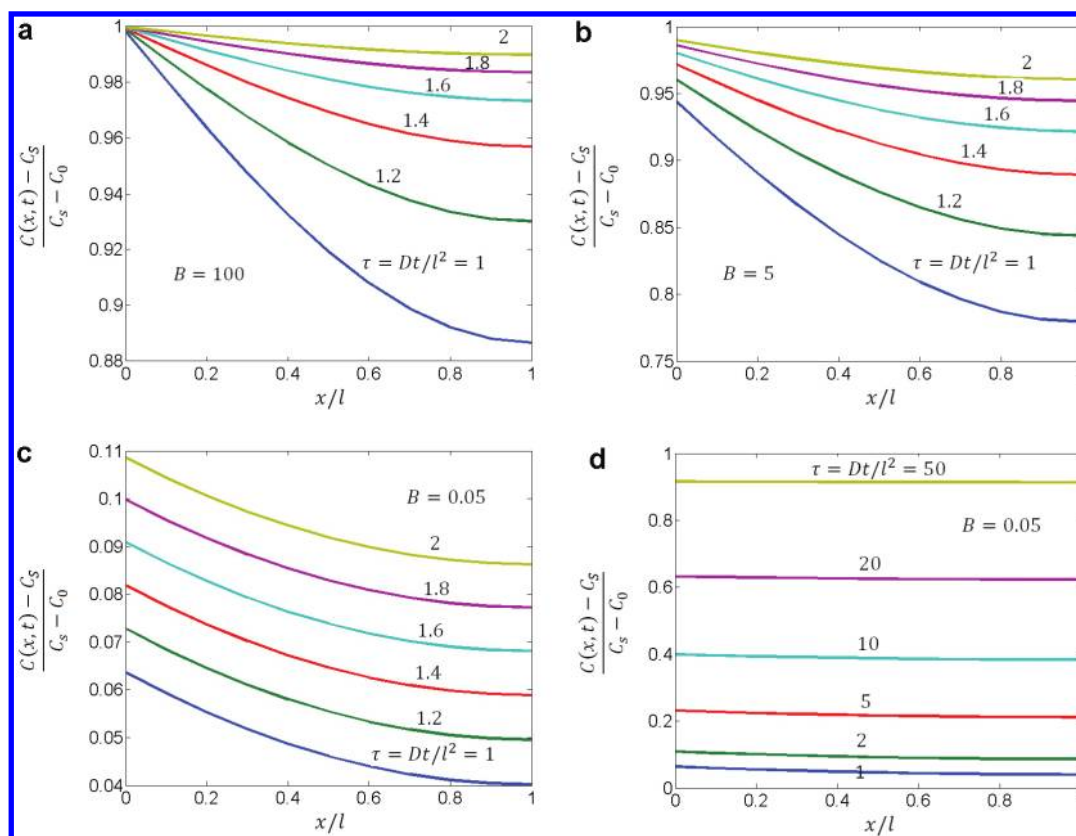 a
1
0.98
0.96
0.94
0.92
0.9
0.88
C(x,t) − C_S
C_s − C_0
2
1.8
1.6
1.4
1.2
τ = Dt/l² = 1
B = 100
0 0.2 0.4 0.6 0.8 1
x/l
b
1
0.95
0.9
0.85
0.8
0.75
C(x,t) − C_S
C_s − C_0
2
1.8
1.6
1.4
1.2
τ = Dt/l² = 1
B = 5
0 0.2 0.4 0.6 0.8 1
x/l
c
0.11
0.1
0.09
0.08
0.07
0.06
0.05
0.04
C(x,t) − C_S
C_s − C_0
B = 0.05
2
1.8
1.6
1.4
1.2
τ = Dt/l² = 1
0 0.2 0.4 0.6 0.8 1
x/l
d
1
0.8
0.6
0.4
0.2
0
C(x,t) − C_S
C_s − C_0
τ = Dt/l² = 50
B = 0.05
20
10
5
2
1
0 0.2 0.4 0.6 0.8 1
x/l